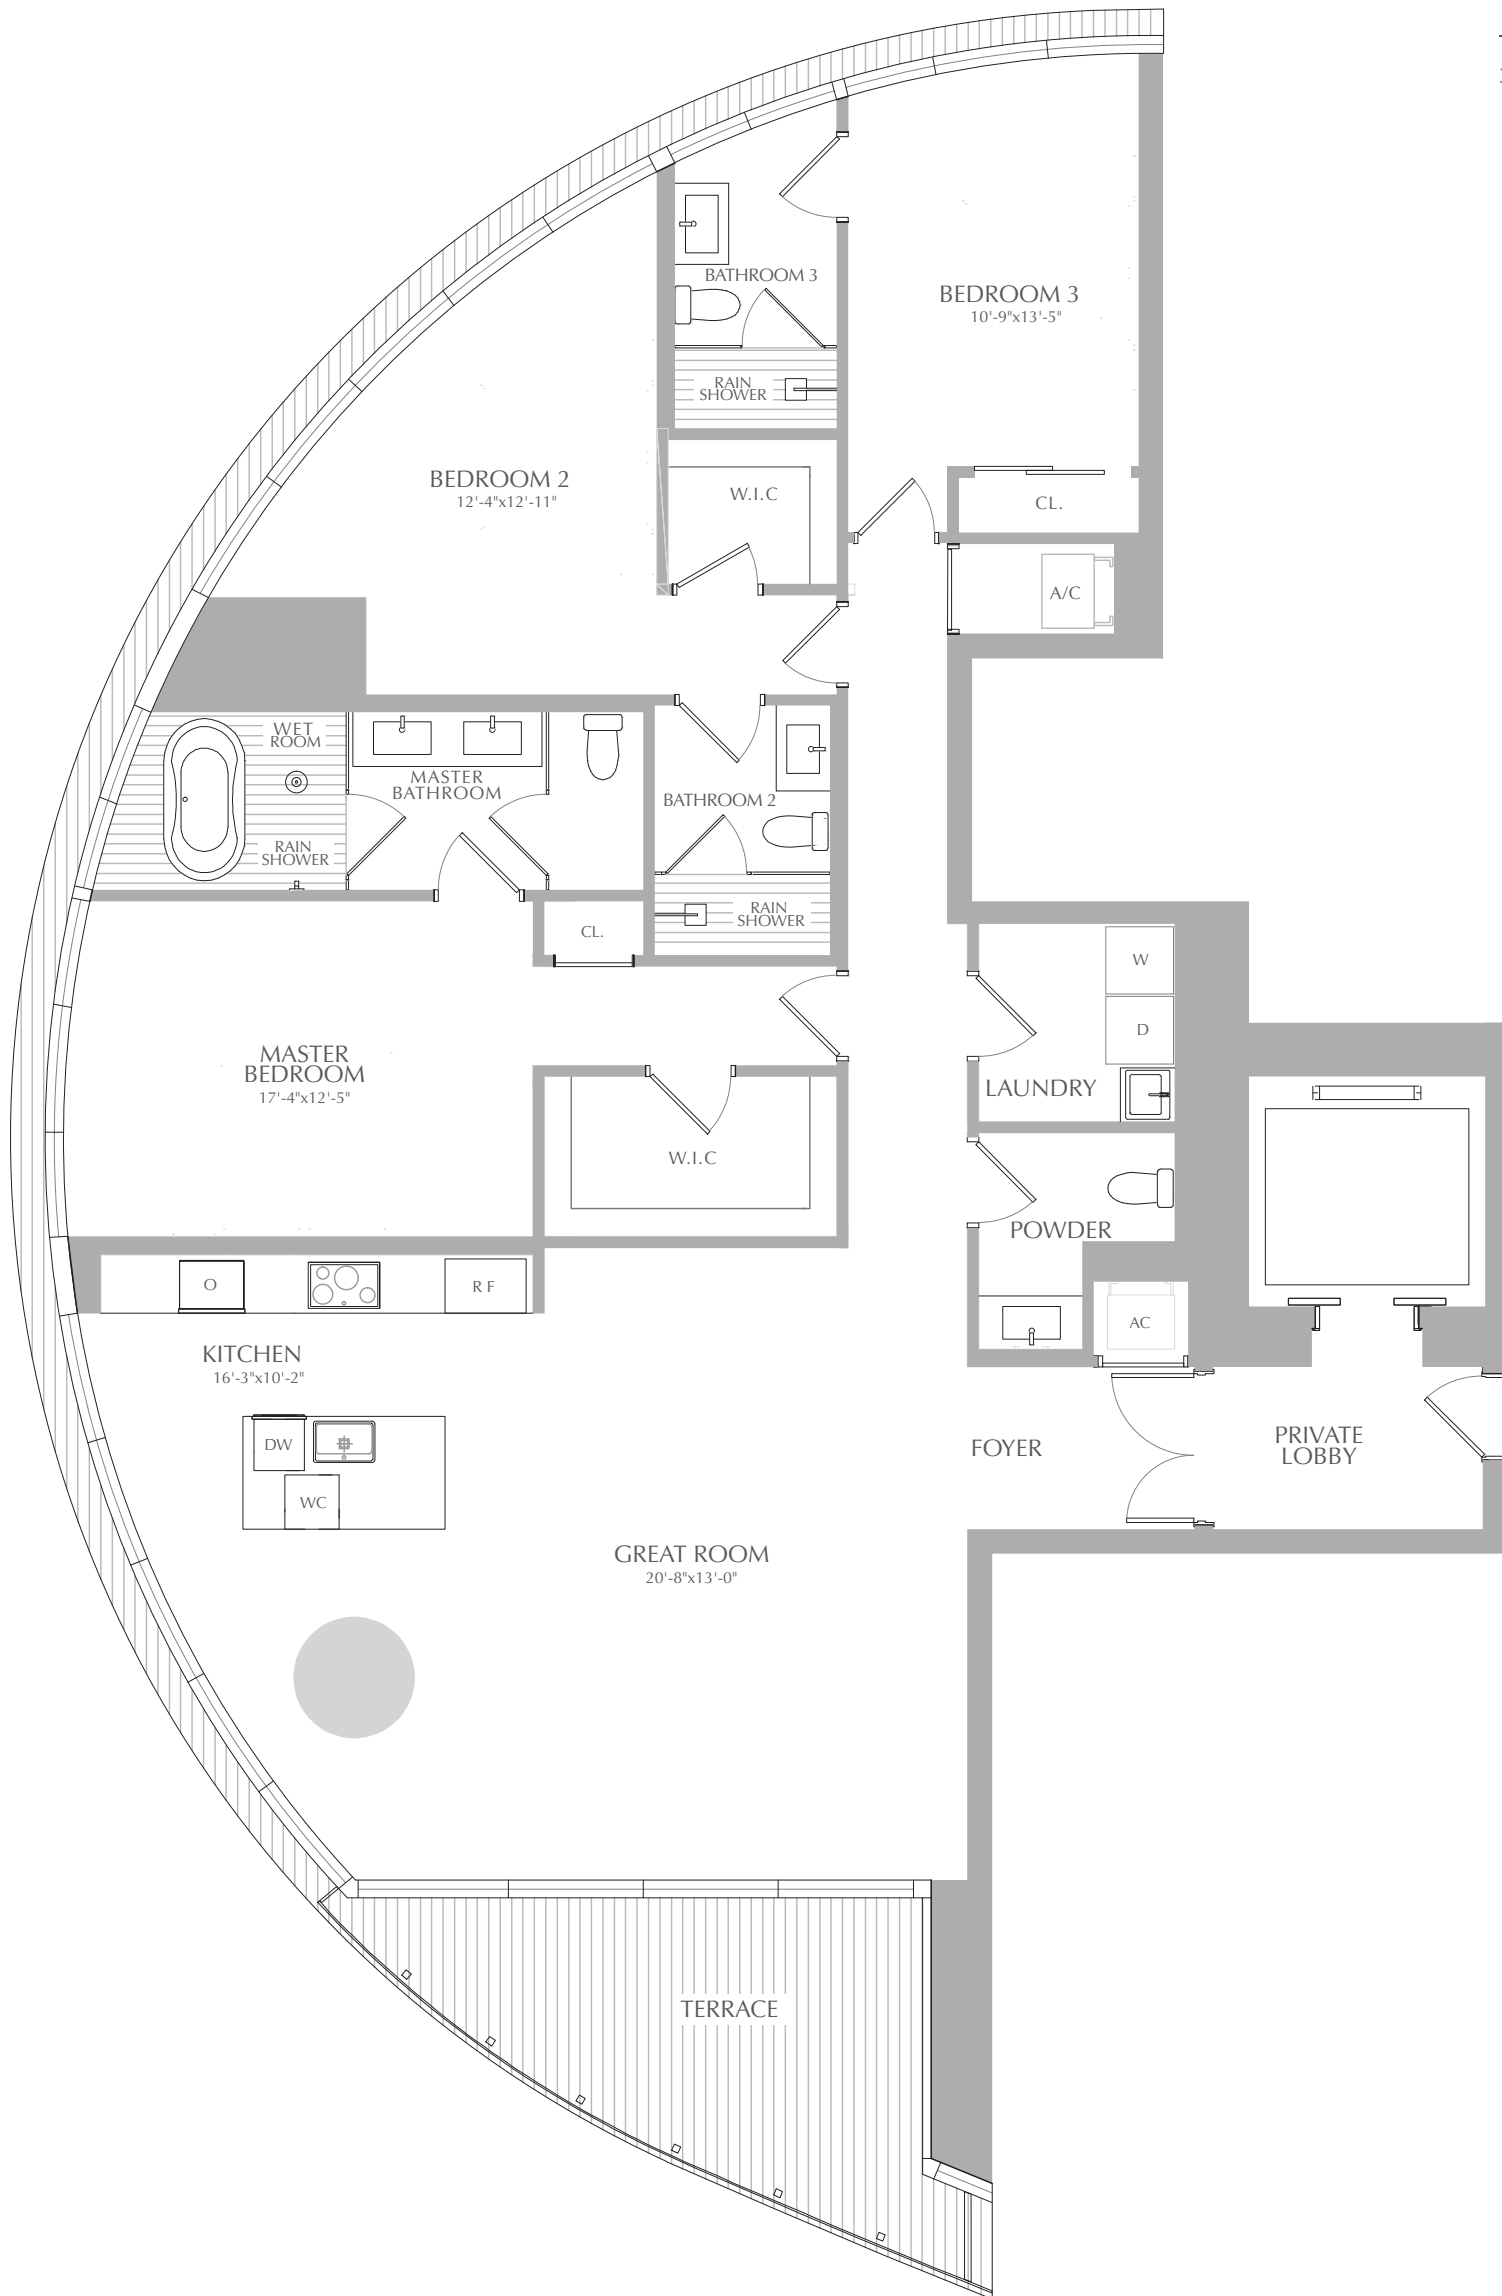 BATHROOM 3
BEDROOM 3
10'-9"x13'-5"
RAIN
SHOWER
BEDROOM 2
12'-4"x12'-11"
W.I.C
CL.
A/C
WET
ROOM
MASTER
BATHROOM
BATHROOM 2
RAIN
SHOWER
RAIN
SHOWER
CL.
W
D
MASTER
BEDROOM
17'-4"x12'-5"
LAUNDRY
W.I.C
POWDER
O
R F
AC
KITCHEN
16'-3"x10'-2"
DW
WC
FOYER
PRIVATE
LOBBY
GREAT ROOM
20'-8"x13'-0"
TERRACE